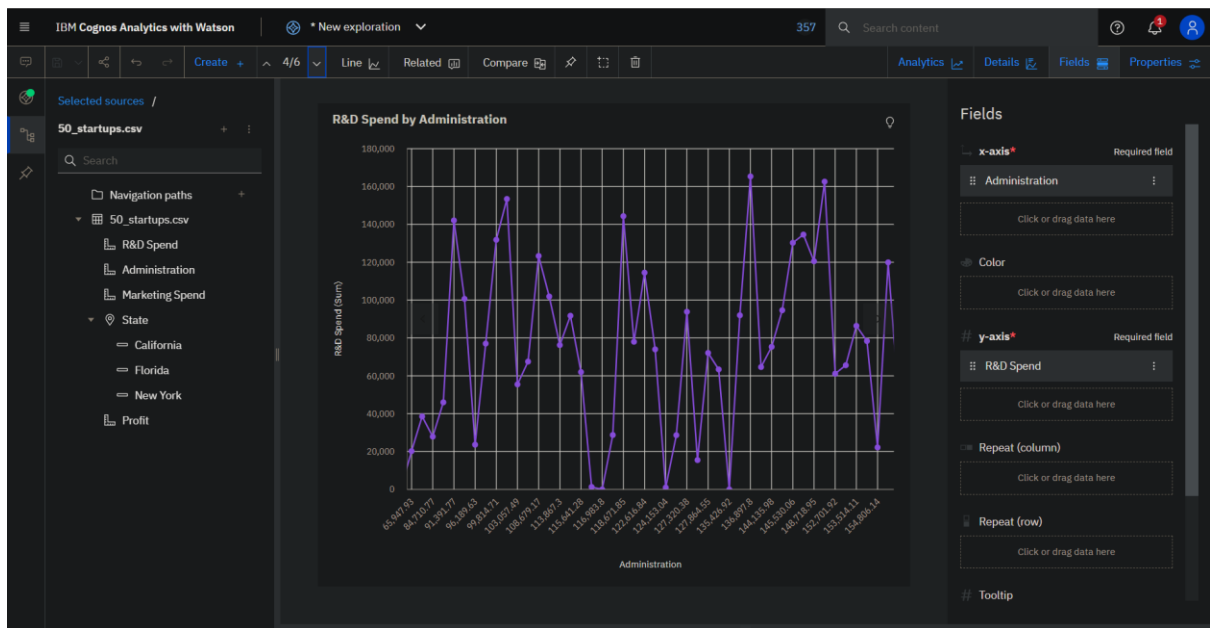 IBM Cognos Analytics with Watson
* New exploration
357
Search content
1
Create +
4/6
Line
Related
Compare
Analytics
Details
Fields
Properties
Selected sources /
50_startups.csv
Search
Navigation paths
50_startups.csv
R&D Spend
Administration
Marketing Spend
State
California
Florida
New York
Profit
R&D Spend by Administration
180,000
160,000
140,000
120,000
100,000
80,000
60,000
40,000
20,000
0
R&D Spend (Sum)
65,947.93
84,710.77
91,391.77
96,189.63
99,814.71
103,057.49
108,679.17
113,867.3
115,641.28
116,983.8
118,671.85
122,616.84
124,153.04
127,320.38
127,864.55
135,426.92
136,897.8
144,135.98
145,530.06
148,718.95
152,701.92
153,514.11
154,806.14
Administration
Fields
x-axis*
Required field
Administration
Click or drag data here
Color
Click or drag data here
y-axis*
Required field
R&D Spend
Click or drag data here
Repeat (column)
Click or drag data here
Repeat (row)
Click or drag data here
Tooltip